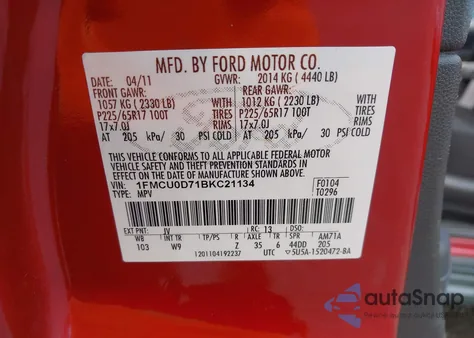 MFD. BY FORD MOTOR CO.
DATE: 04/11 GVWR: 2014 KG (4440 LB)
FRONT GAWR: REAR GAWR:
1057 KG (2330 LB) WITH 1012 KG (2230 LB) WITH
P225/65R17 100T TIRES P225/65R17 100T TIRES
17x7.0J RIMS 17x7.0J RIMS
AT 205 kPa/ 30 PSI COLD AT 205 kPa/ 30 PSI COLD
THIS VEHICLE CONFORMS TO ALL APPLICABLE FEDERAL MOTOR
VEHICLE SAFETY AND THEFT PREVENTION STANDARDS IN EFFECT
ON THE DATE OF MANUFACTURE SHOWN ABOVE.
VIN: 1FMCU0D71BKC21134 F0104
TYPE: MPV T0296
EXT PNT: JV RC: 13 DSO:
WB INT TR TP/PS R AXLE TR SPR AM71A
103 W9 Z 35 6 44DD 205
1201104192237 UTC 5U5A-1520472-BA
autoSnap